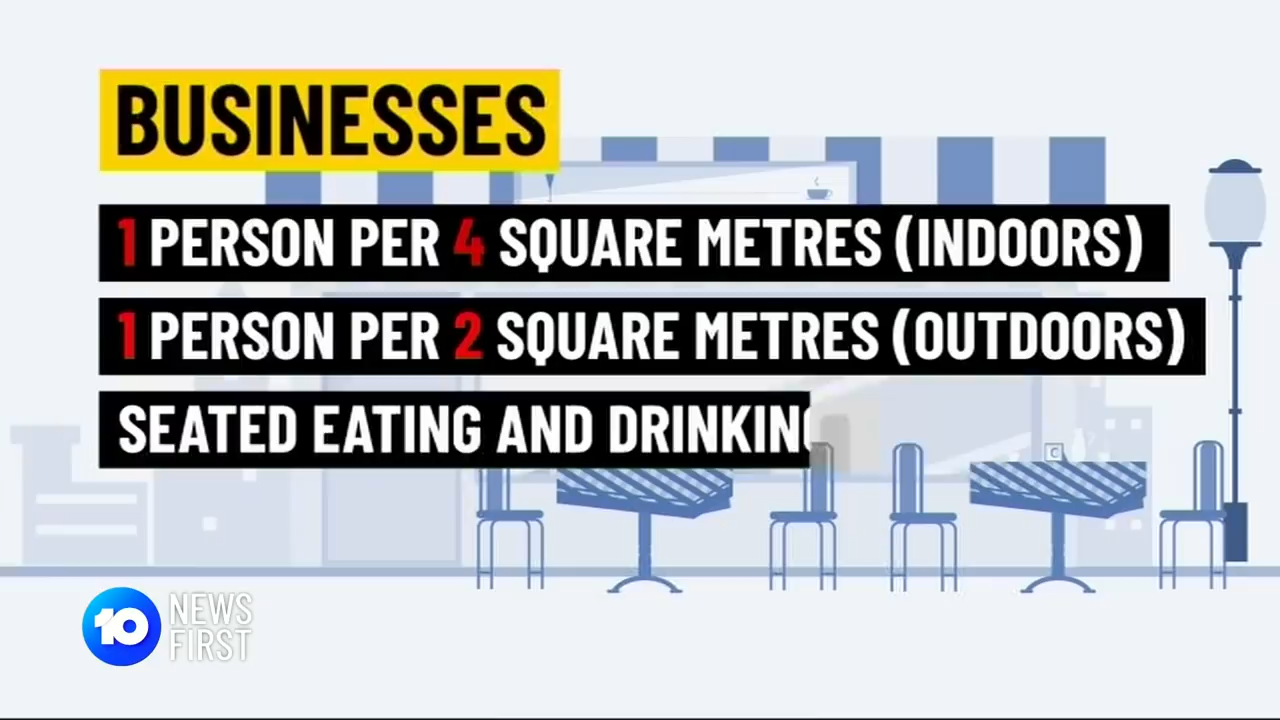 BUSINESSES
1 PERSON PER 4 SQUARE METRES (INDOORS)
1 PERSON PER 2 SQUARE METRES (OUTDOORS)
SEATED EATING AND DRINKING
C
10 NEWS
FIRST